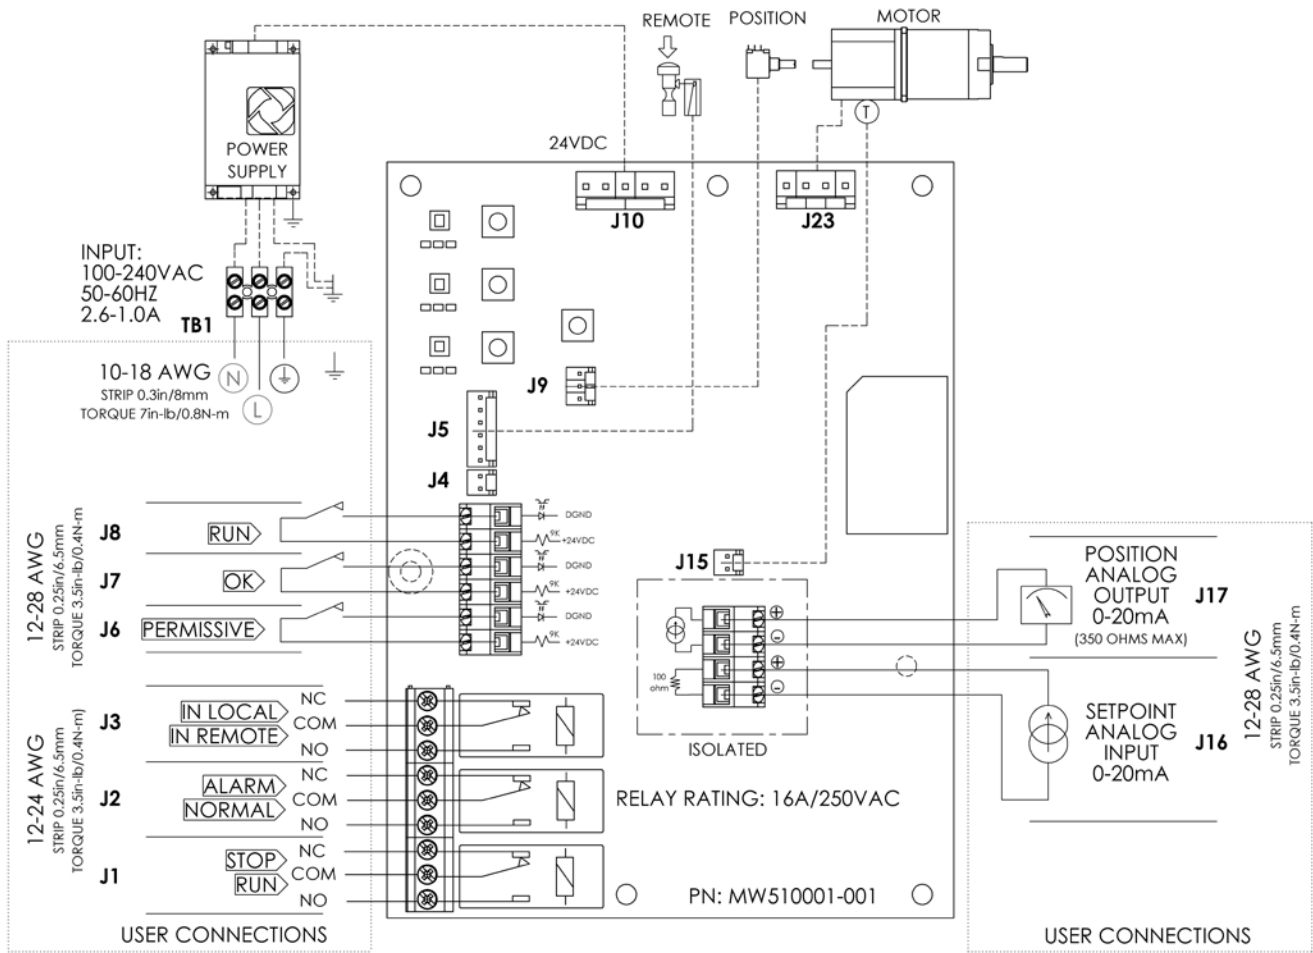 REMOTE
POSITION
MOTOR
POWER
SUPPLY
24VDC
T
J10
J23
INPUT:
100-240VAC
50-60HZ
2.6-1.0A
TB1
10-18 AWG
STRIP 0.3in/8mm
TORQUE 7in-lb/0.8N-m
N
L
J9
J5
J4
12-28 AWG
STRIP 0.25in/6.5mm
TORQUE 3.5in-lb/0.4N-m
J8
RUN
DGND
9K
+24VDC
J7
OK
DGND
9K
+24VDC
J6
PERMISSIVE
DGND
9K
+24VDC
J15
100
ohm
ISOLATED
POSITION
ANALOG
OUTPUT
0-20mA
(350 OHMS MAX)
J17
SETPOINT
ANALOG
INPUT
0-20mA
J16
12-28 AWG
STRIP 0.25in/6.5mm
TORQUE 3.5in-lb/0.4N-m
12-24 AWG
STRIP 0.25in/6.5mm
TORQUE 3.5in-lb/0.4N-m)
J3
IN LOCAL
IN REMOTE
NC
COM
NO
J2
ALARM
NORMAL
NC
COM
NO
J1
STOP
RUN
NC
COM
NO
RELAY RATING: 16A/250VAC
PN: MW510001-001
USER CONNECTIONS
USER CONNECTIONS